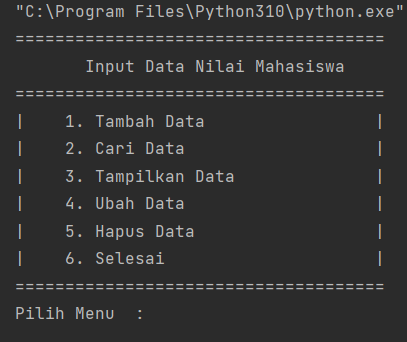 "C:\Program Files\Python310\python.exe"
=====================================
Input Data Nilai Mahasiswa
=====================================
| 1. Tambah Data |
| 2. Cari Data |
| 3. Tampilkan Data |
| 4. Ubah Data |
| 5. Hapus Data |
| 6. Selesai |
=====================================
Pilih Menu :